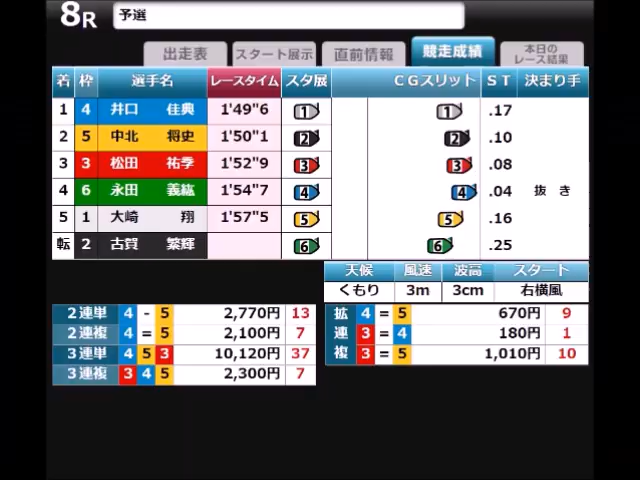 8R 予選
出走表 スタート展示 直前情報 競走成績 本日の
レース結果
着 枠 選手名 レースタイム スタ展 CGスリット ST 決まり手
1 4 井口 佳典 1'49"6 1 1 .17
2 5 中北 将史 1'50"1 2 2 .10
3 3 松田 祐季 1'52"9 3 3 .08
4 6 永田 義紘 1'54"7 4 4 .04 抜き
5 1 大崎 翔 1'57"5 5 5 .16
転 2 古賀 繁輝 6 6 .25
天候 風速 波高 スタート
くもり 3m 3cm 右横風
2連単 4 - 5 2,770円 13
2連複 4 = 5 2,100円 7
3連単 4 5 3 10,120円 37
3連複 3 4 5 2,300円 7
拡 4 = 5 670円 9
連 3 = 4 180円 1
複 3 = 5 1,010円 10